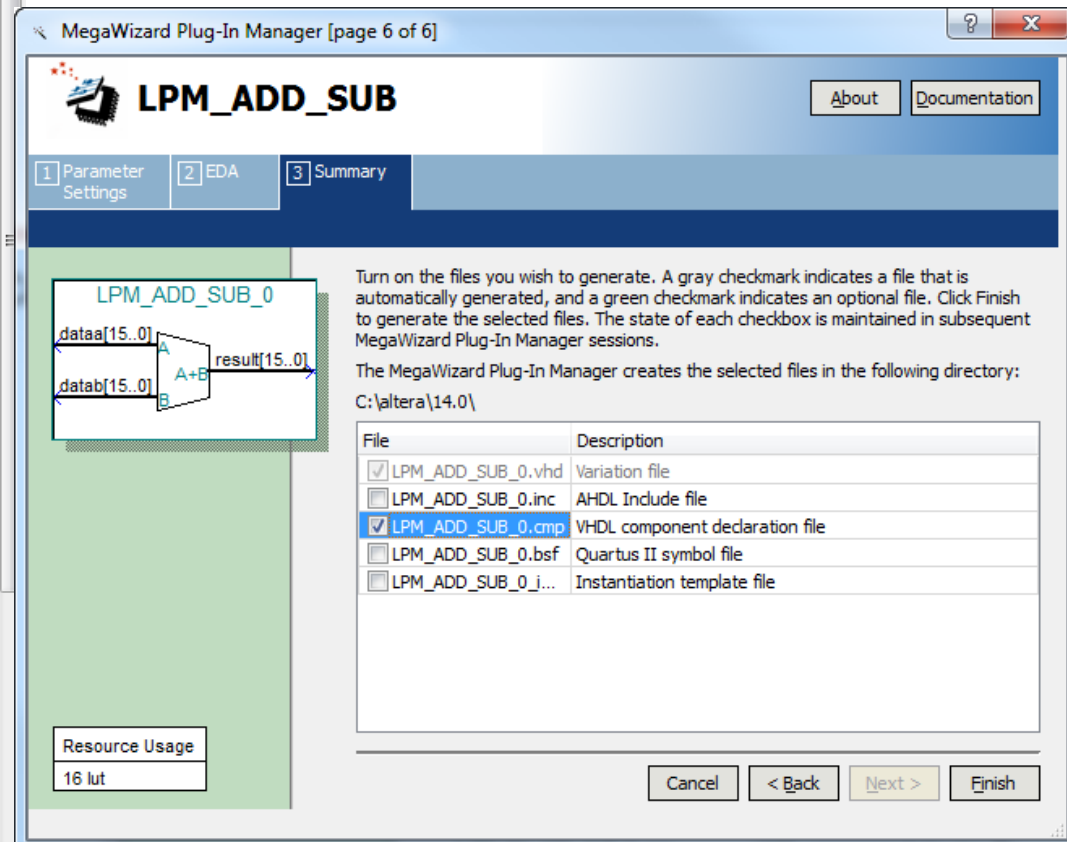 MegaWizard Plug-In Manager [page 6 of 6]
? X
LPM_ADD_SUB
About
Documentation
1 Parameter Settings
2 EDA
3 Summary
LPM_ADD_SUB_0
dataa[15..0]
A
result[15..0]
A+B
datab[15..0]
B
Turn on the files you wish to generate. A gray checkmark indicates a file that is
automatically generated, and a green checkmark indicates an optional file. Click Finish
to generate the selected files. The state of each checkbox is maintained in subsequent
MegaWizard Plug-In Manager sessions.
The MegaWizard Plug-In Manager creates the selected files in the following directory:
C:\altera\14.0\
File Description
LPM_ADD_SUB_0.vhd Variation file
LPM_ADD_SUB_0.inc AHDL Include file
LPM_ADD_SUB_0.cmp VHDL component declaration file
LPM_ADD_SUB_0.bsf Quartus II symbol file
LPM_ADD_SUB_0_i... Instantiation template file
Resource Usage
16 lut
Cancel
< Back
Next >
Finish